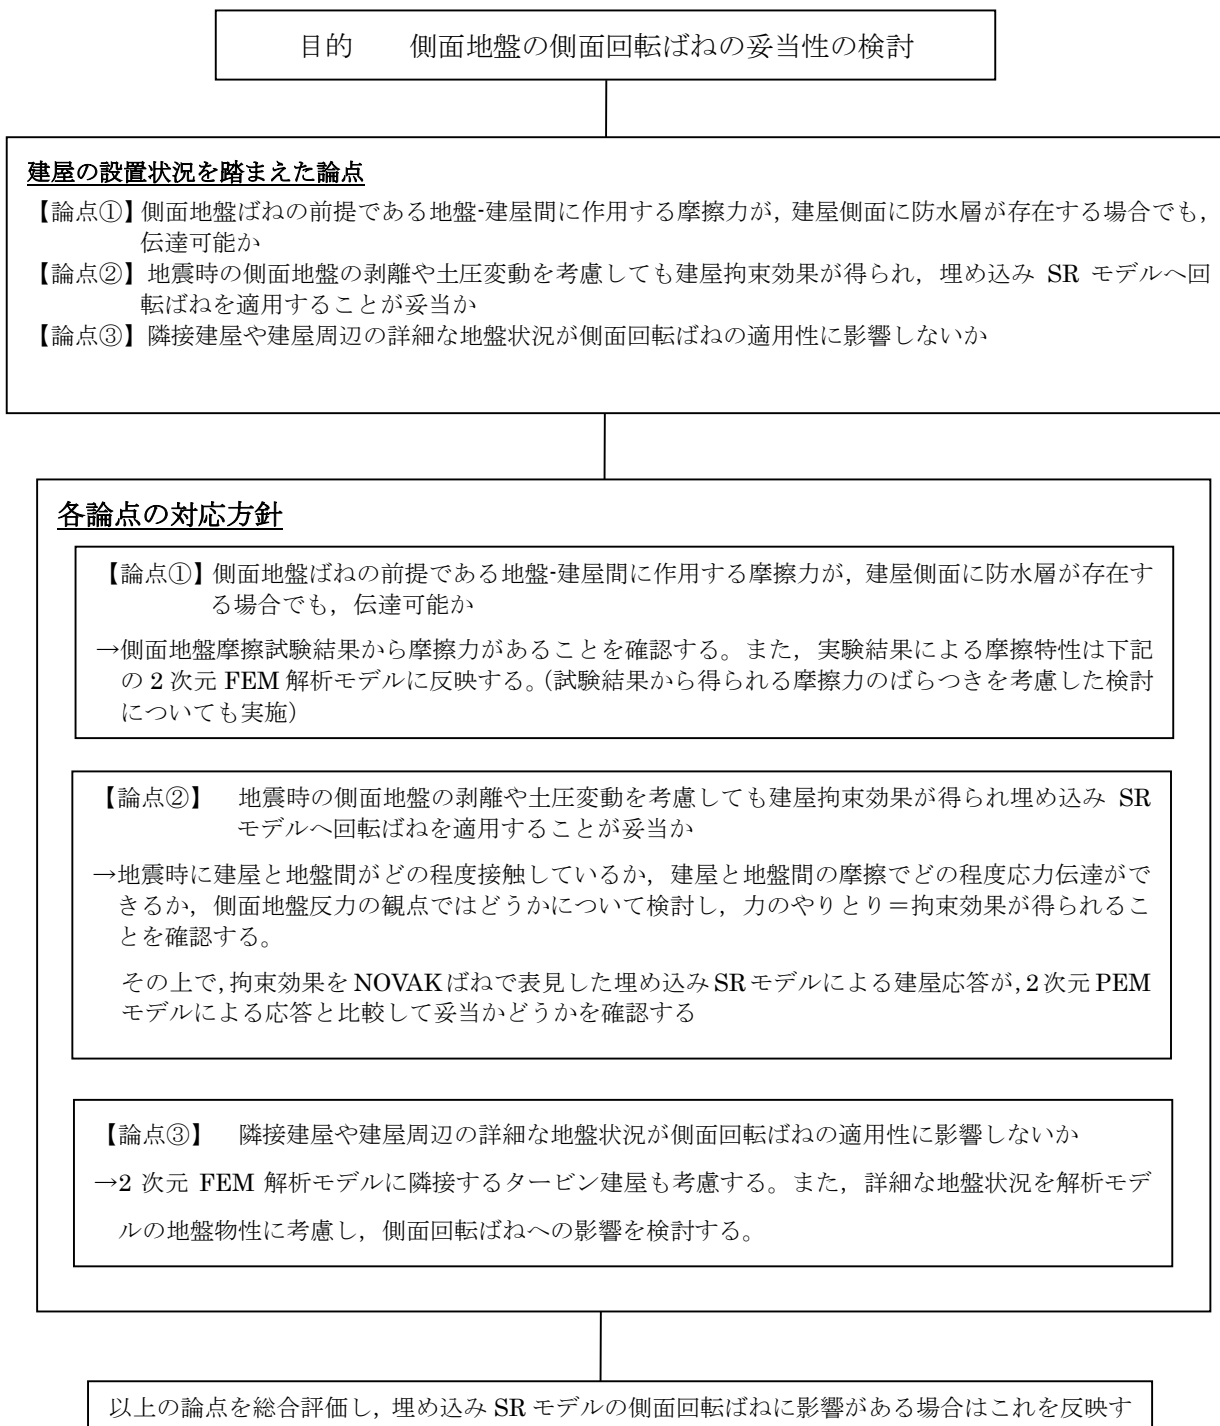 目的　　側面地盤の側面回転ばねの妥当性の検討
建屋の設置状況を踏まえた論点
【論点①】側面地盤ばねの前提である地盤-建屋間に作用する摩擦力が，建屋側面に防水層が存在する場合でも，
伝達可能か
【論点②】地震時の側面地盤の剥離や土圧変動を考慮しても建屋拘束効果が得られ，埋め込み SR モデルへ回
転ばねを適用することが妥当か
【論点③】隣接建屋や建屋周辺の詳細な地盤状況が側面回転ばねの適用性に影響しないか
各論点の対応方針
【論点①】側面地盤ばねの前提である地盤-建屋間に作用する摩擦力が，建屋側面に防水層が存在す
る場合でも，伝達可能か
→側面地盤摩擦試験結果から摩擦力があることを確認する。また，実験結果による摩擦特性は下記
の 2 次元 FEM 解析モデルに反映する。（試験結果から得られる摩擦力のばらつきを考慮した検討
についても実施）
【論点②】　地震時の側面地盤の剥離や土圧変動を考慮しても建屋拘束効果が得られ埋め込み SR
モデルへ回転ばねを適用することが妥当か
→地震時に建屋と地盤間がどの程度接触しているか，建屋と地盤間の摩擦でどの程度応力伝達がで
きるか，側面地盤反力の観点ではどうかについて検討し，力のやりとり＝拘束効果が得られるこ
とを確認する。
その上で，拘束効果を NOVAK ばねで表見した埋め込み SR モデルによる建屋応答が，2 次元 PEM
モデルによる応答と比較して妥当かどうかを確認する
【論点③】　隣接建屋や建屋周辺の詳細な地盤状況が側面回転ばねの適用性に影響しないか
→2 次元 FEM 解析モデルに隣接するタービン建屋も考慮する。また，詳細な地盤状況を解析モデ
ルの地盤物性に考慮し，側面回転ばねへの影響を検討する。
以上の論点を総合評価し，埋め込み SR モデルの側面回転ばねに影響がある場合はこれを反映す